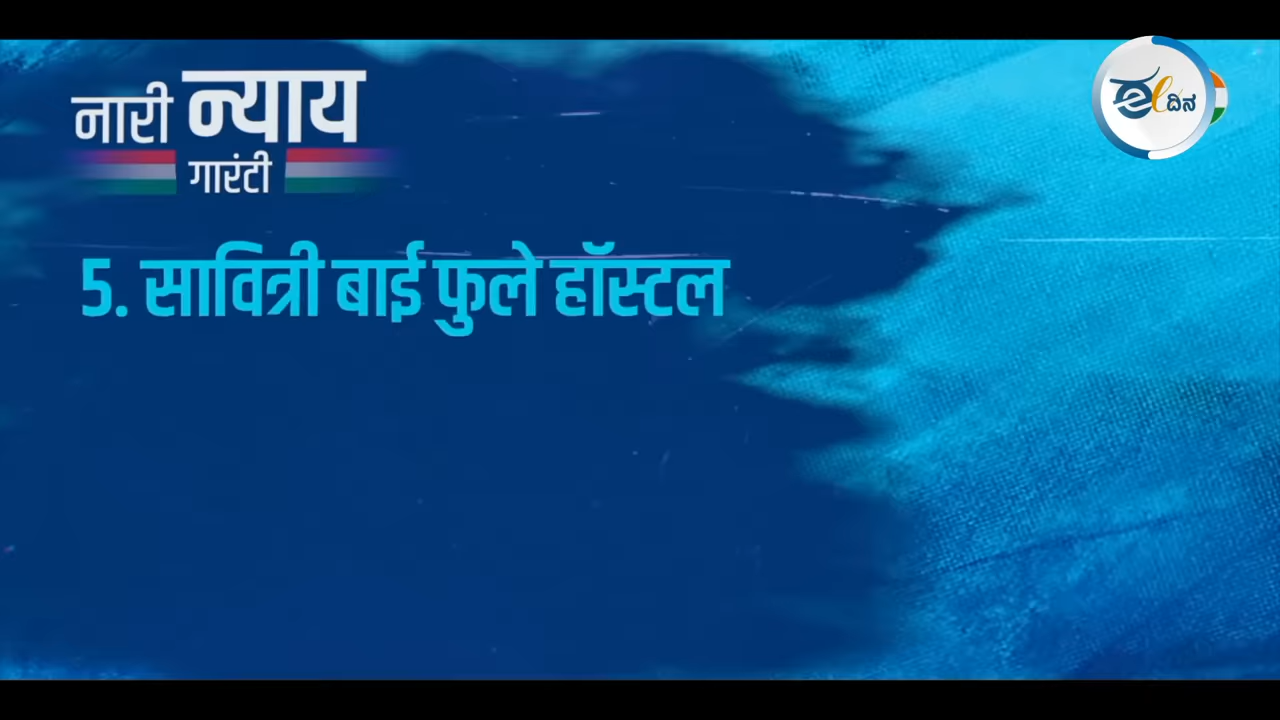 नारी न्याय
गारंटी
5. सावित्री बाई फुले हॉस्टल
ಈ ದಿನ